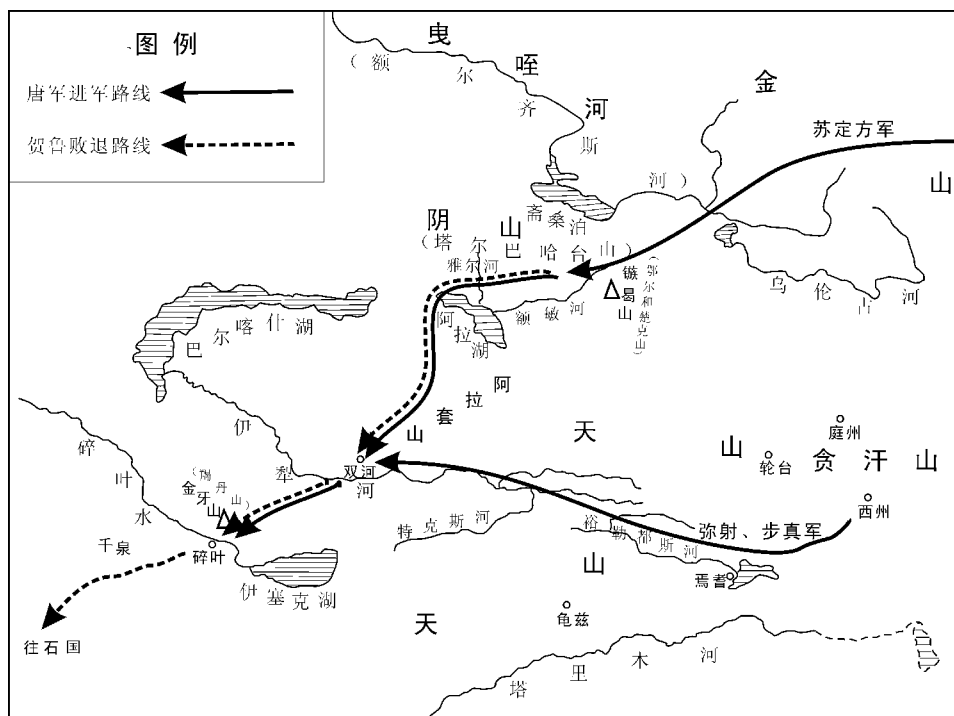 图例
唐军进军路线
贺鲁败退路线
曳咥河
(额尔齐斯河)
金山
苏定方军
斋桑泊
阴山
(塔尔巴哈台山)
雅尔河
额敏河
阿拉湖
镞曷山
(鄂尔和楚克山)
乌伦古河
巴尔喀什湖
阿拉套山
伊犁河
双河
天山
贪汗山
庭州
轮台
西州
碎叶水
金牙山
千泉
碎叶
伊塞克湖
往石国
特克斯河
裕勒都斯河
弥射、步真军
焉耆
龟兹
天山
塔里木河